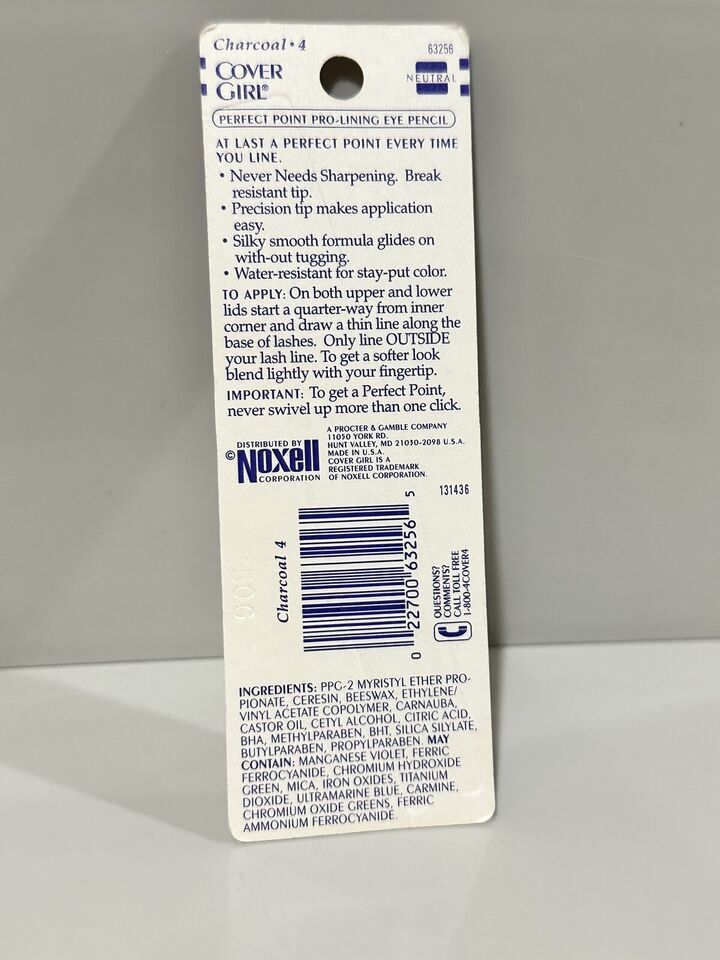 Charcoal • 4
63256
COVER
GIRL®
NEUTRAL
PERFECT POINT PRO-LINING EYE PENCIL
AT LAST A PERFECT POINT EVERY TIME
YOU LINE.
• Never Needs Sharpening. Break
resistant tip.
• Precision tip makes application
easy.
• Silky smooth formula glides on
with-out tugging.
• Water-resistant for stay-put color.
TO APPLY: On both upper and lower
lids start a quarter-way from inner
corner and draw a thin line along the
base of lashes. Only line OUTSIDE
your lash line. To get a softer look
blend lightly with your fingertip.
IMPORTANT: To get a Perfect Point,
never swivel up more than one click.
DISTRIBUTED BY
© Noxell
CORPORATION
A PROCTER & GAMBLE COMPANY
11050 YORK RD.
HUNT VALLEY, MD 21030-2098 U.S.A.
MADE IN U.S.A.
COVER GIRL IS A
REGISTERED TRADEMARK
OF NOXELL CORPORATION.
131436
Charcoal 4
0 22700 63256 5
QUESTIONS?
COMMENTS?
CALL TOLL FREE
1-800-4COVER4
INGREDIENTS: PPG-2 MYRISTYL ETHER PRO-
PIONATE, CERESIN, BEESWAX, ETHYLENE/
VINYL ACETATE COPOLYMER, CARNAUBA,
CASTOR OIL, CETYL ALCOHOL, CITRIC ACID,
BHA, METHYLPARABEN, BHT, SILICA SILYLATE,
BUTYLPARABEN, PROPYLPARABEN. MAY
CONTAIN: MANGANESE VIOLET, FERRIC
FERROCYANIDE, CHROMIUM HYDROXIDE
GREEN, MICA, IRON OXIDES, TITANIUM
DIOXIDE, ULTRAMARINE BLUE, CARMINE,
CHROMIUM OXIDE GREENS, FERRIC
AMMONIUM FERROCYANIDE.